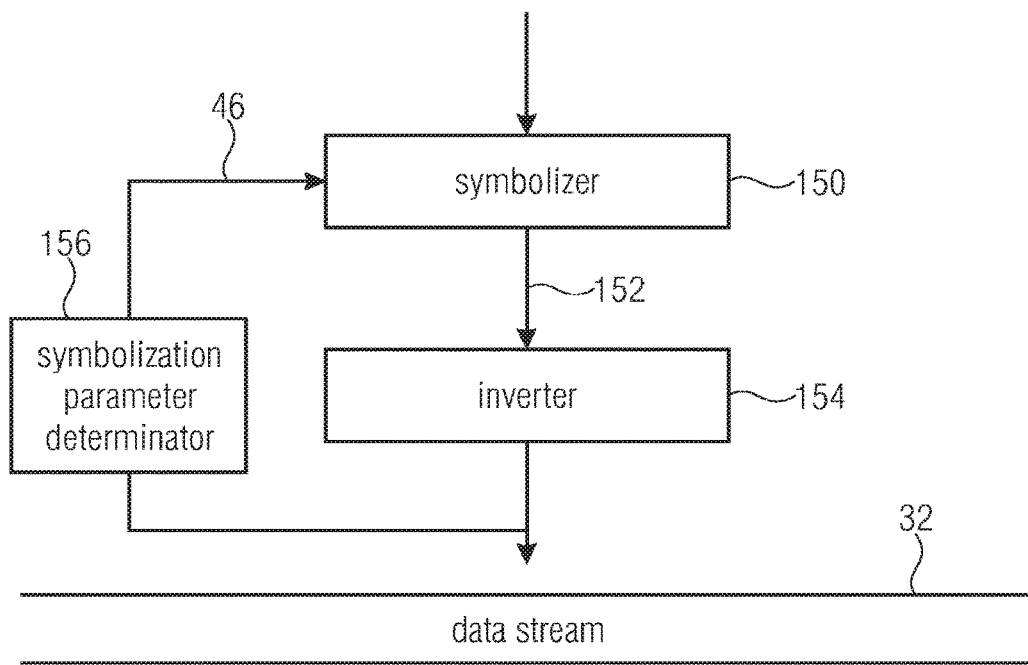 46
symbolizer
150
156
152
symbolization
parameter
determinator
inverter
154
32
data stream